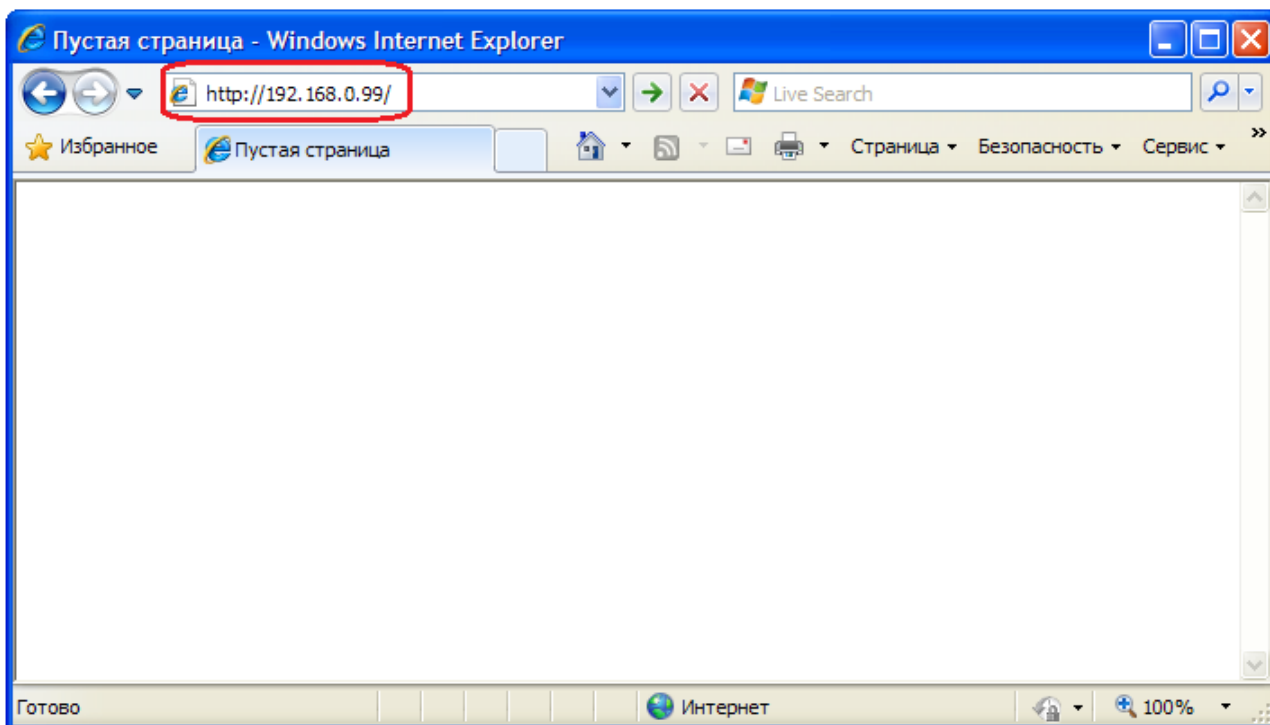 Пустая страница - Windows Internet Explorer
http://192.168.0.99/ Live Search
Избранное Пустая страница Страница Безопасность Сервис »
Готово Интернет 100%